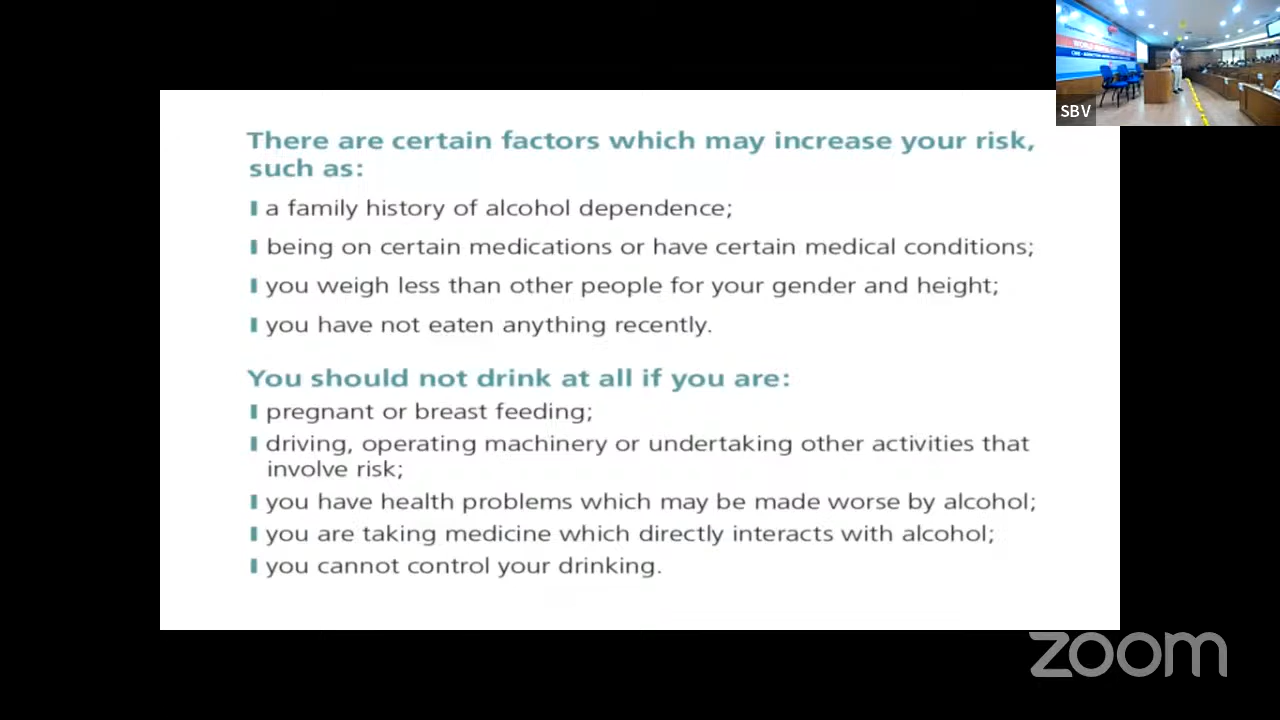 SBV
There are certain factors which may increase your risk,
such as:
a family history of alcohol dependence;
being on certain medications or have certain medical conditions;
you weigh less than other people for your gender and height;
you have not eaten anything recently.
You should not drink at all if you are:
pregnant or breast feeding;
driving, operating machinery or undertaking other activities that
involve risk;
you have health problems which may be made worse by alcohol;
you are taking medicine which directly interacts with alcohol;
you cannot control your drinking.
zoom